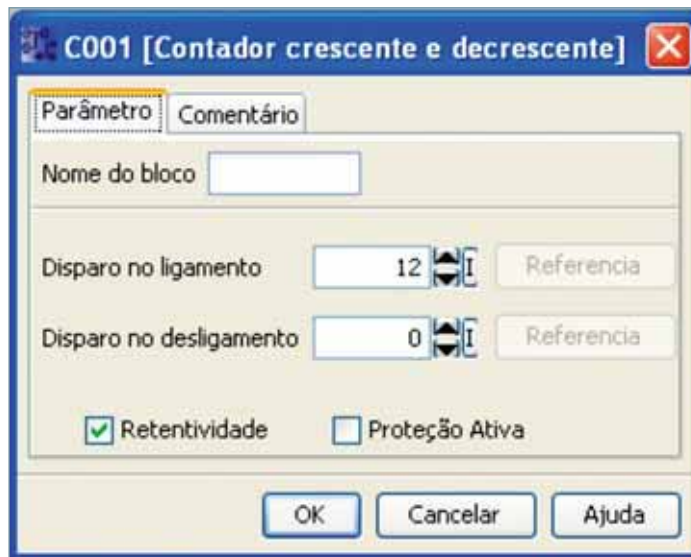 C001 [Contador crescente e decrescente]
Parâmetro Comentário
Nome do bloco
Disparo no ligamento 12 Referencia
Disparo no desligamento 0 Referencia
Retentividade Proteção Ativa
OK Cancelar Ajuda